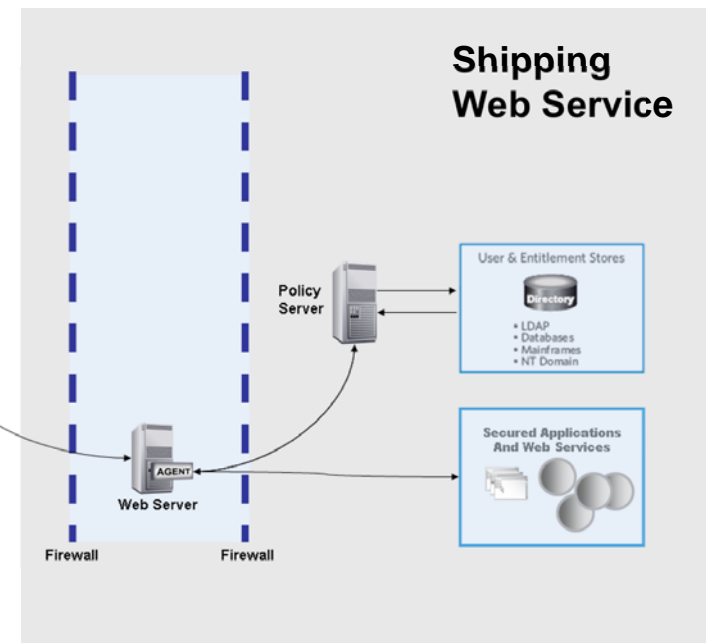 Shipping
Web Service
Policy
Server
User & Entitlement Stores
Directory
▪ LDAP
▪ Databases
▪ Mainframes
▪ NT Domain
Secured Applications
And Web Services
AGENT
Web Server
Firewall
Firewall